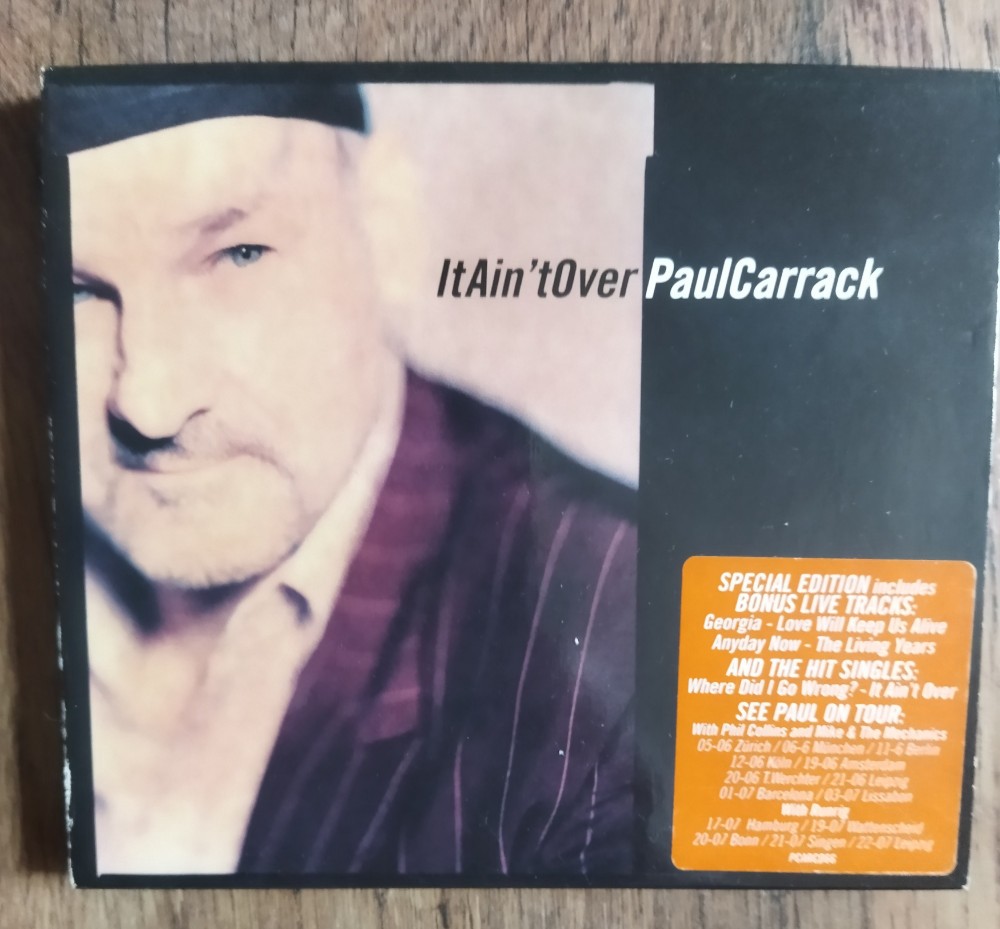 ItAin'tOver PaulCarrack
SPECIAL EDITION includes
BONUS LIVE TRACKS:
Georgia - Love Will Keep Us Alive
Anyday Now - The Living Years
AND THE HIT SINGLES:
Where Did I Go Wrong? - It Ain't Over
SEE PAUL ON TOUR:
With Phil Collins and Mike & The Mechanics
05-06 Zürich / 06-6 München / 11-6 Berlin
12-06 Köln / 19-06 Amsterdam
20-06 T.Werchter / 21-06 Leipzig
01-07 Barcelona / 03-07 Lissabon
With Runrig
17-07 Hamburg / 19-07 Wattenscheid
20-07 Bonn / 21-07 Singen / 22-07 Leipzig